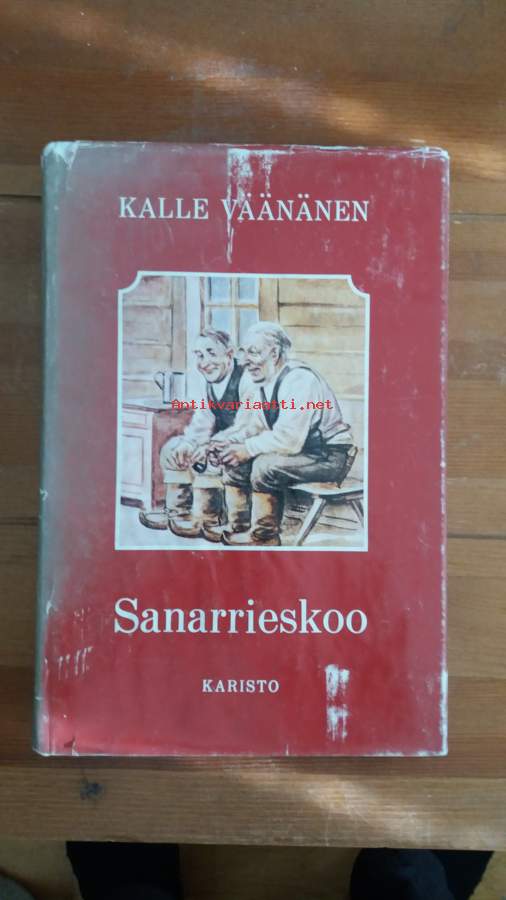 KALLE VÄÄNÄNEN
antikvariaatti.net
Sanarrieskoo
KARISTO